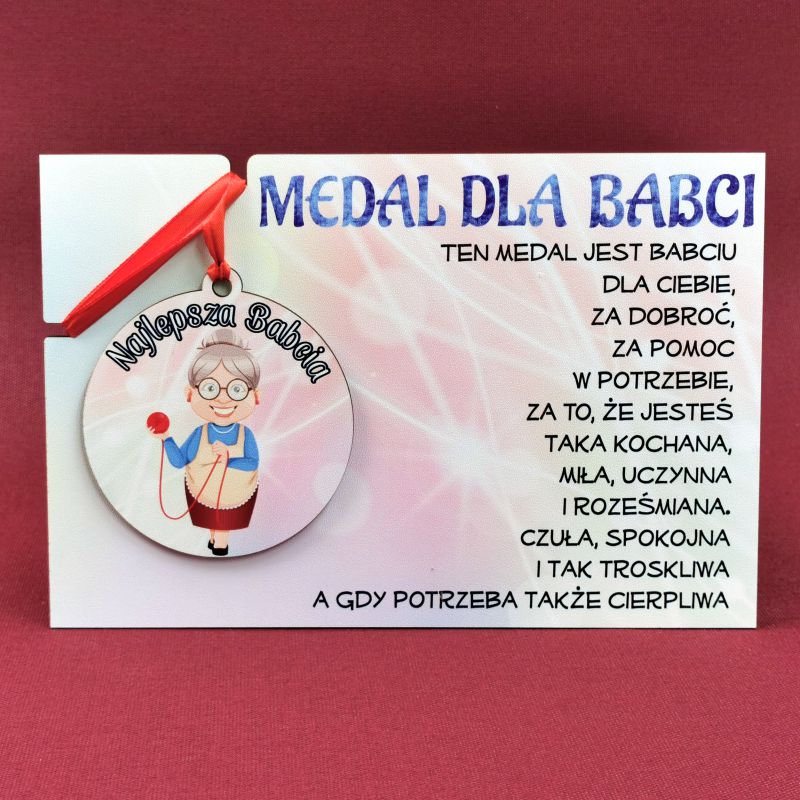 MEDAL DLA BABCI
TEN MEDAL JEST BABCIU
DLA CIEBIE,
ZA DOBROĆ,
ZA POMOC
W POTRZEBIE,
ZA TO, ŻE JESTEŚ
TAKA KOCHANA,
MIŁA, UCZYNNA
I ROZEŚMIANA.
CZUŁA, SPOKOJNA
I TAK TROSKLIWA
A GDY POTRZEBA TAKŻE CIERPLIWA
Najlepsza Babcia